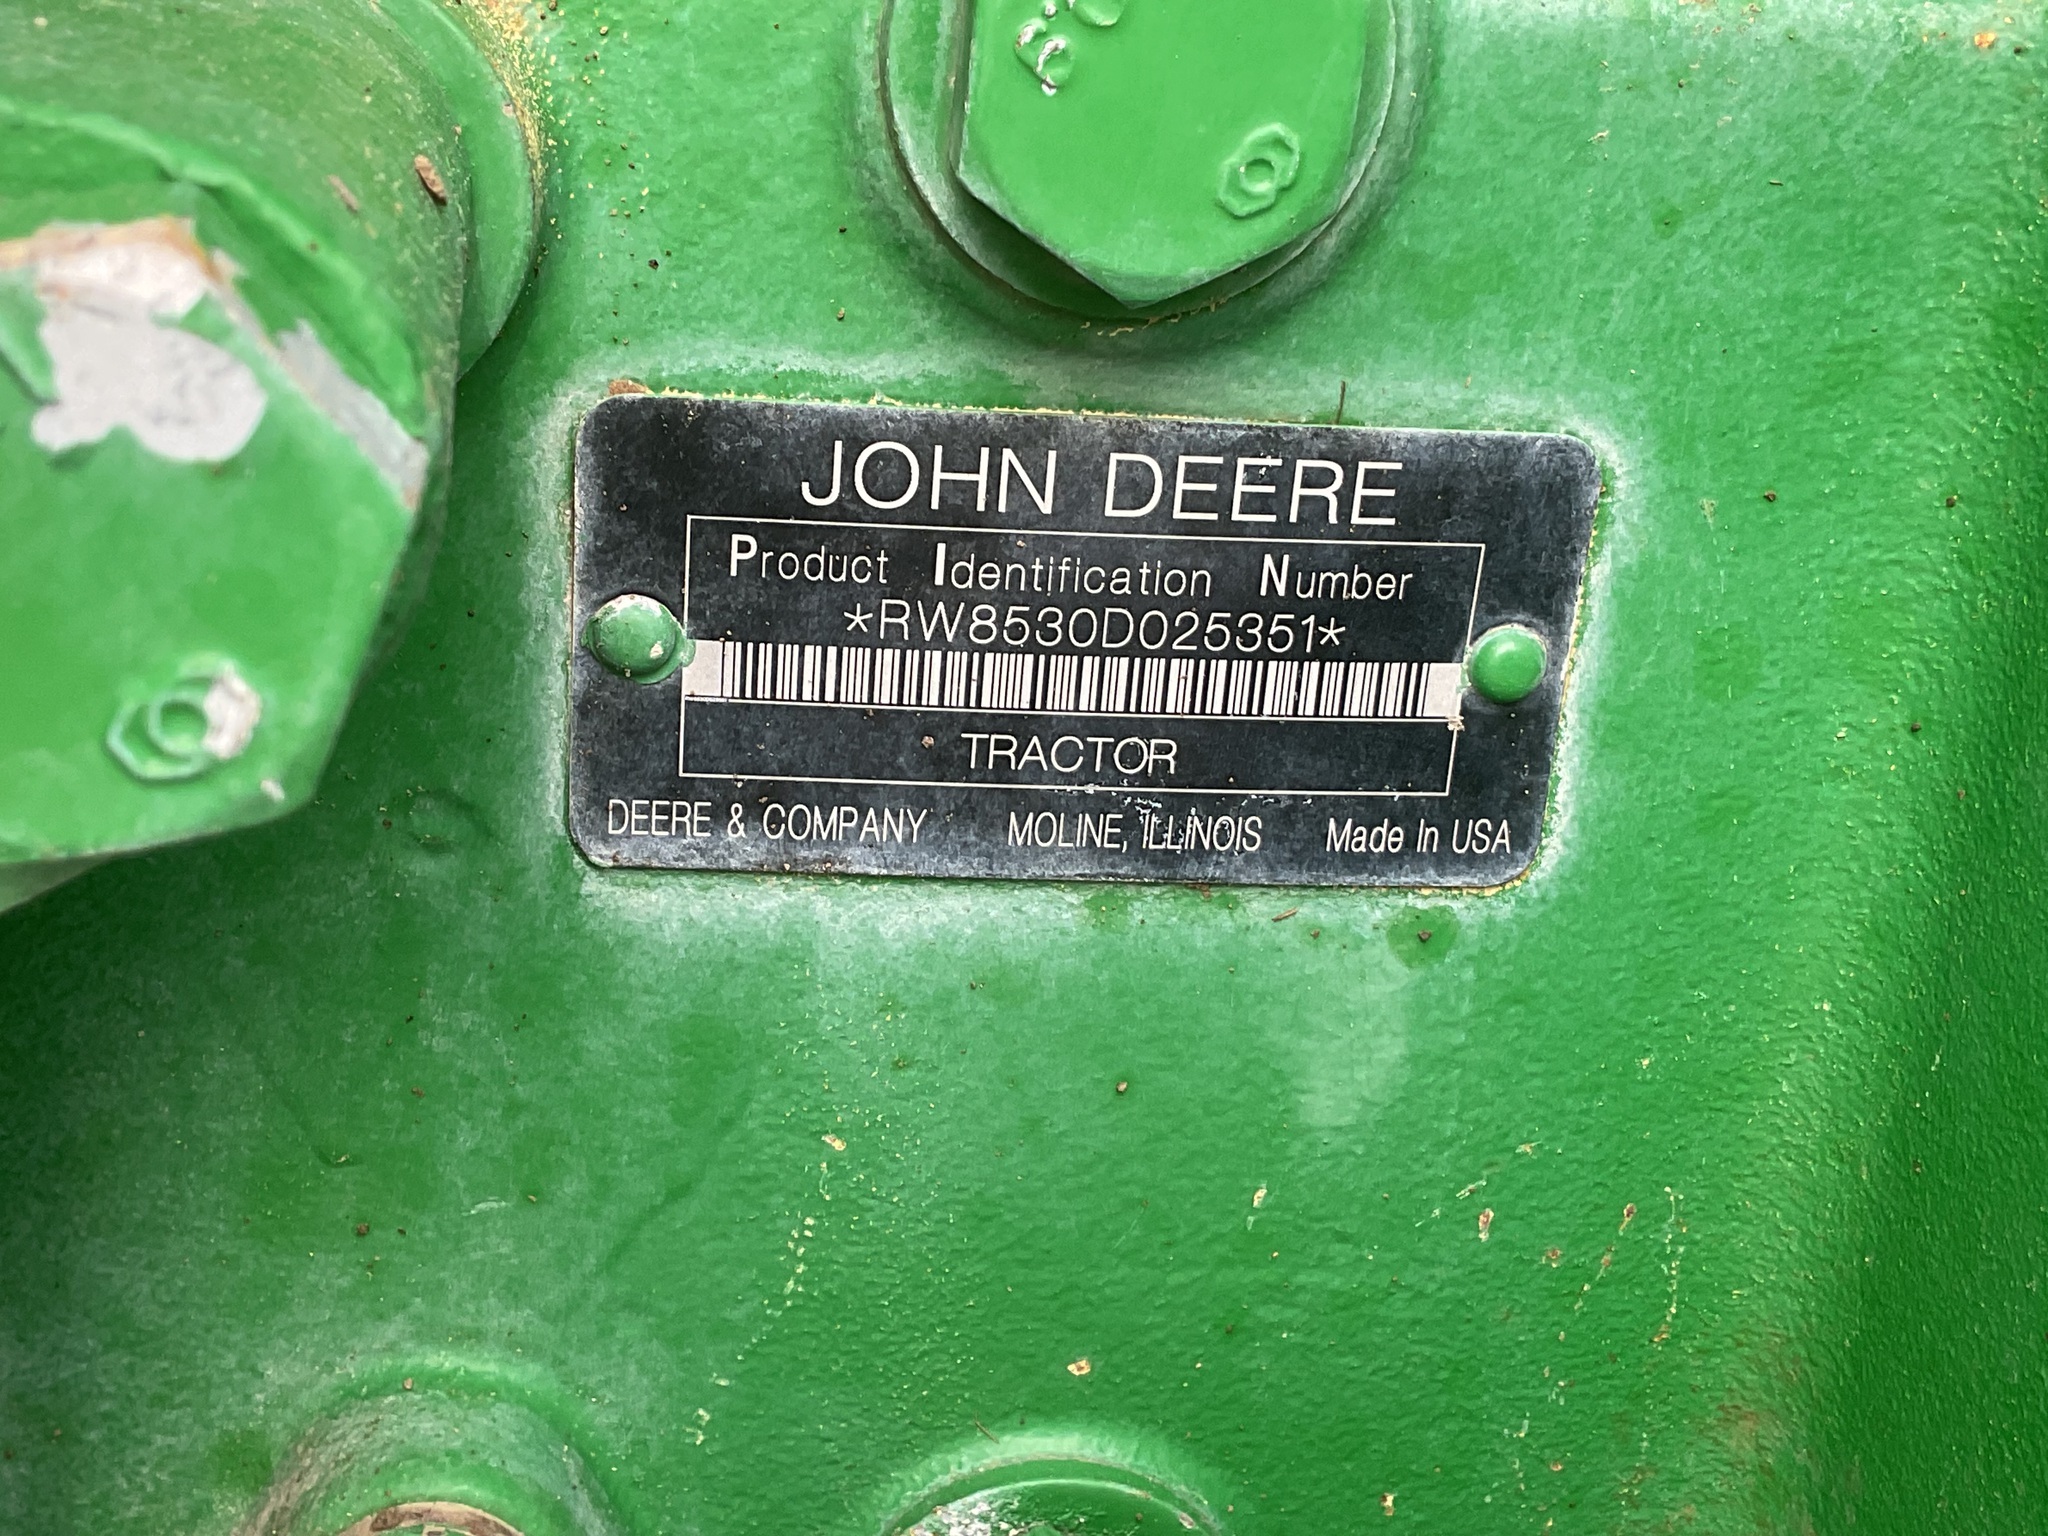 JOHN DEERE
Product Identification Number
*RW8530D025351*
TRACTOR
DEERE & COMPANY MOLINE, ILLINOIS Made In USA